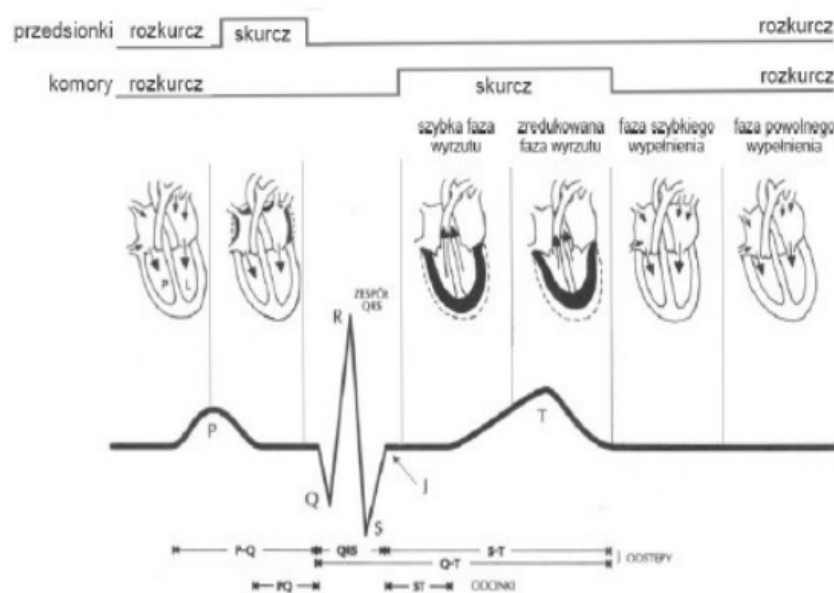 przedsionki rozkurcz skurcz rozkurcz
komory rozkurcz skurcz rozkurcz
szybka faza wyrzutu
zredukowana faza wyrzutu
faza szybkiego wypełnienia
faza powolnego wypełnienia
P L
ZESPÓŁ
QRS
R
P
T
Q
J
S
P-Q QRS S-T
Q-T
ODSTĘPY
PQ ST ODCINKI